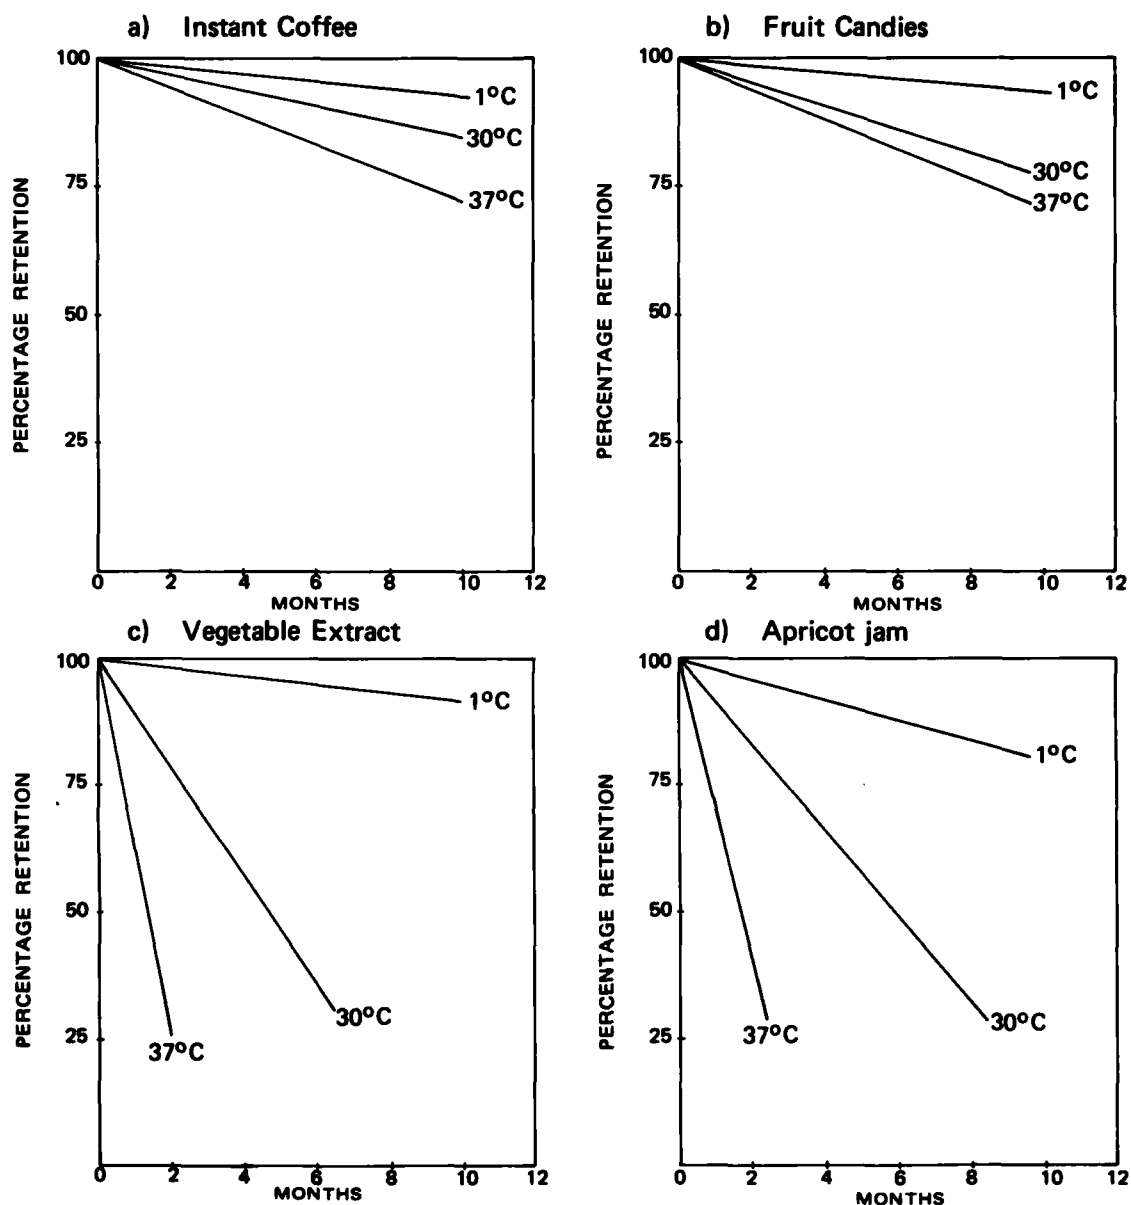 a) Instant Coffee
100
75
50
25
PERCENTAGE RETENTION
1°C
30°C
37°C
0 2 4 6 8 10 12
MONTHS
b) Fruit Candies
100
75
50
25
PERCENTAGE RETENTION
1°C
30°C
37°C
0 2 4 6 8 10 12
MONTHS
c) Vegetable Extract
100
75
50
25
PERCENTAGE RETENTION
1°C
30°C
37°C
0 2 4 6 8 10 12
MONTHS
d) Apricot jam
100
75
50
25
PERCENTAGE RETENTION
1°C
30°C
37°C
0 2 4 6 8 10 12
MONTHS